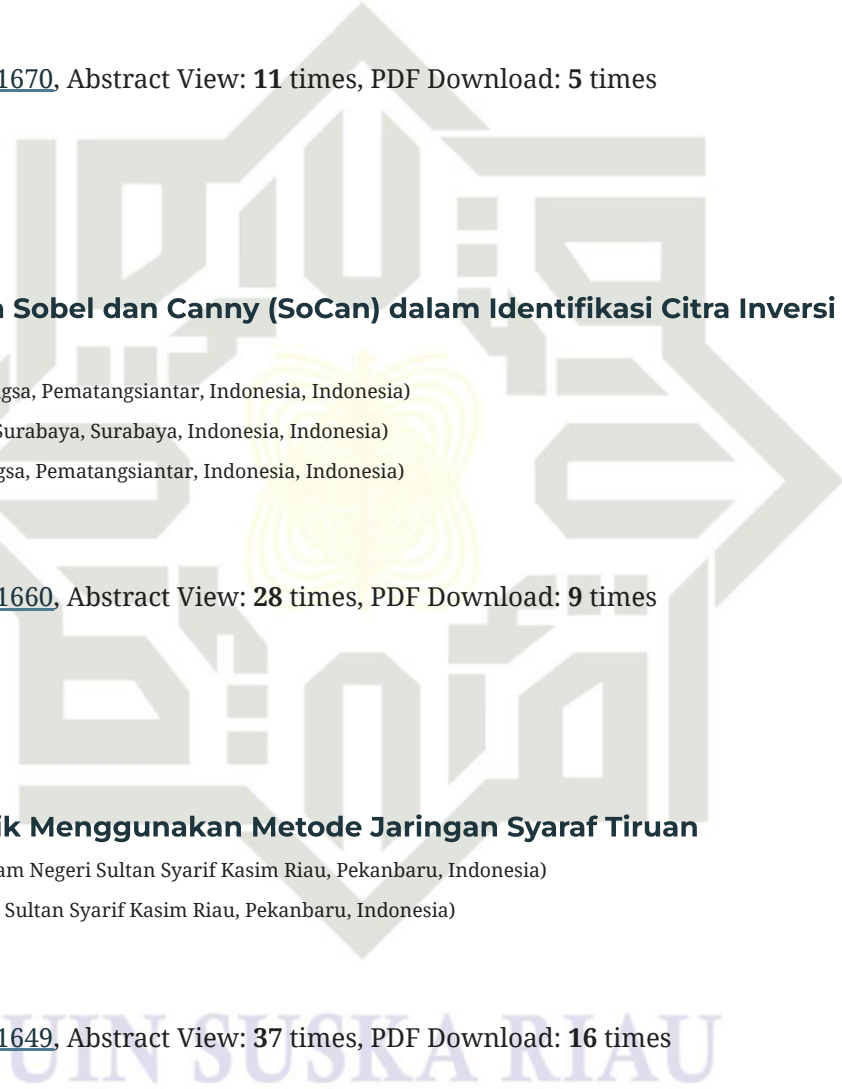 1670, Abstract View: 11 times, PDF Download: 5 times
Sobel dan Canny (SoCan) dalam Identifikasi Citra Inversi
gsa, Pematangsiantar, Indonesia, Indonesia)
Surabaya, Surabaya, Indonesia, Indonesia)
gsa, Pematangsiantar, Indonesia, Indonesia)
1660, Abstract View: 28 times, PDF Download: 9 times
ik Menggunakan Metode Jaringan Syaraf Tiruan
am Negeri Sultan Syarif Kasim Riau, Pekanbaru, Indonesia)
Sultan Syarif Kasim Riau, Pekanbaru, Indonesia)
1649, Abstract View: 37 times, PDF Download: 16 times
UIN SUSKA RIAU